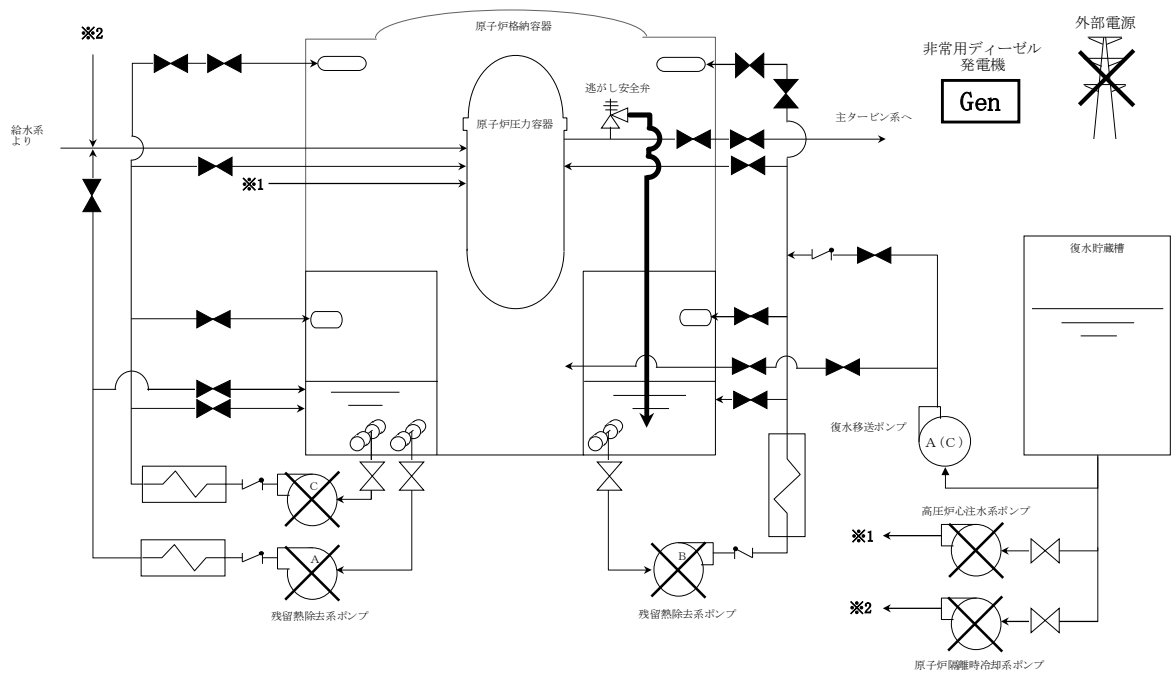 ※2
原子炉格納容器
外部電源
非常用ディーゼル
発電機
Gen
逃がし安全弁
原子炉圧力容器
主タービン系へ
給水系
より
※1
復水貯蔵槽
復水移送ポンプ
A(C)
C
高圧炉心注水系ポンプ
※1
A
B
残留熱除去系ポンプ
残留熱除去系ポンプ
※2
原子炉隔離時冷却系ポンプ